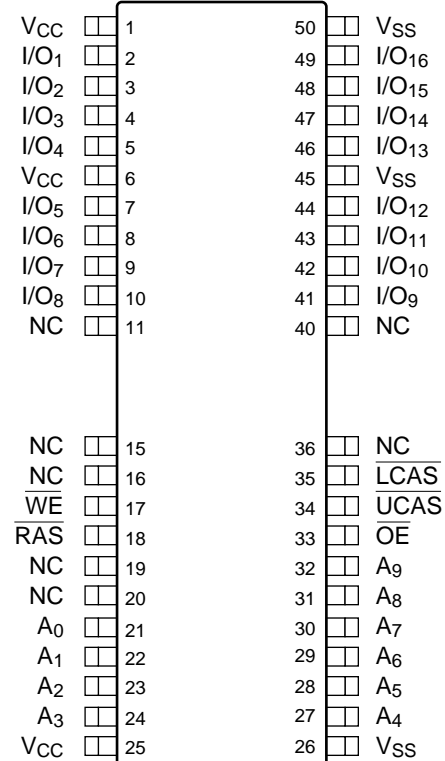 VCC 1 50 VSS
I/O1 2 49 I/O16
I/O2 3 48 I/O15
I/O3 4 47 I/O14
I/O4 5 46 I/O13
VCC 6 45 VSS
I/O5 7 44 I/O12
I/O6 8 43 I/O11
I/O7 9 42 I/O10
I/O8 10 41 I/O9
NC 11 40 NC
NC 15 36 NC
NC 16 35 LCAS
WE 17 34 UCAS
RAS 18 33 OE
NC 19 32 A9
NC 20 31 A8
A0 21 30 A7
A1 22 29 A6
A2 23 28 A5
A3 24 27 A4
VCC 25 26 VSS